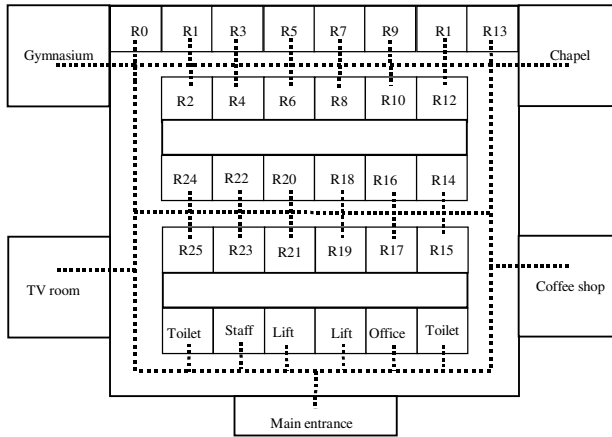 R0 R1 R3 R5 R7 R9 R1 R13
Gymnasium
Chapel
R2 R4 R6 R8 R10 R12
R24 R22 R20 R18 R16 R14
R25 R23 R21 R19 R17 R15
TV room
Coffee shop
Toilet Staff Lift Lift Office Toilet
Main entrance